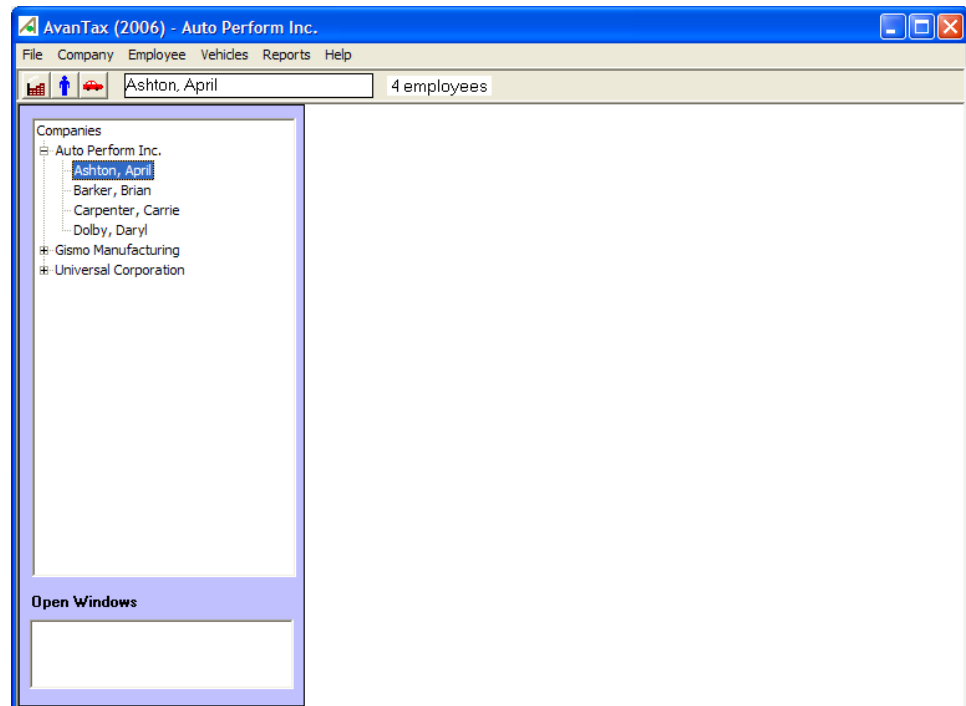 AvanTax (2006) - Auto Perform Inc.
File Company Employee Vehicles Reports Help
Ashton, April 4 employees
Companies
Auto Perform Inc.
Ashton, April
Barker, Brian
Carpenter, Carrie
Dolby, Daryl
Gismo Manufacturing
Universal Corporation
Open Windows